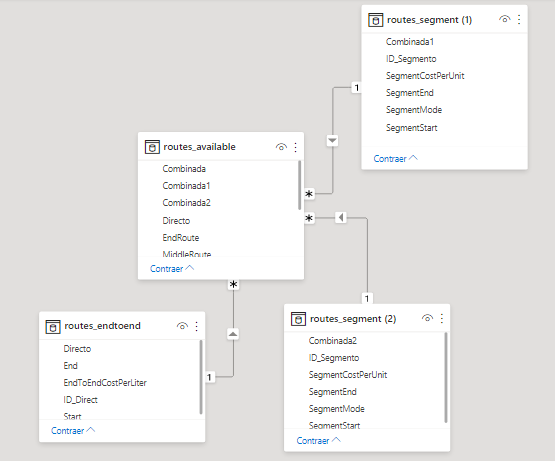 routes_segment (1)
Combinada1
ID_Segmento
SegmentCostPerUnit
SegmentEnd
SegmentMode
SegmentStart
Contraer
1
routes_available
Combinada
Combinada1
Combinada2
Directo
EndRoute
MiddleRoute
Contraer
*
*
*
1
routes_segment (2)
Combinada2
ID_Segmento
SegmentCostPerUnit
SegmentEnd
SegmentMode
SegmentStart
Contraer
routes_endtoend
Directo
End
EndToEndCostPerLiter
ID_Direct
Start
Contraer
1